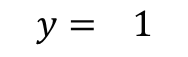 y = 1